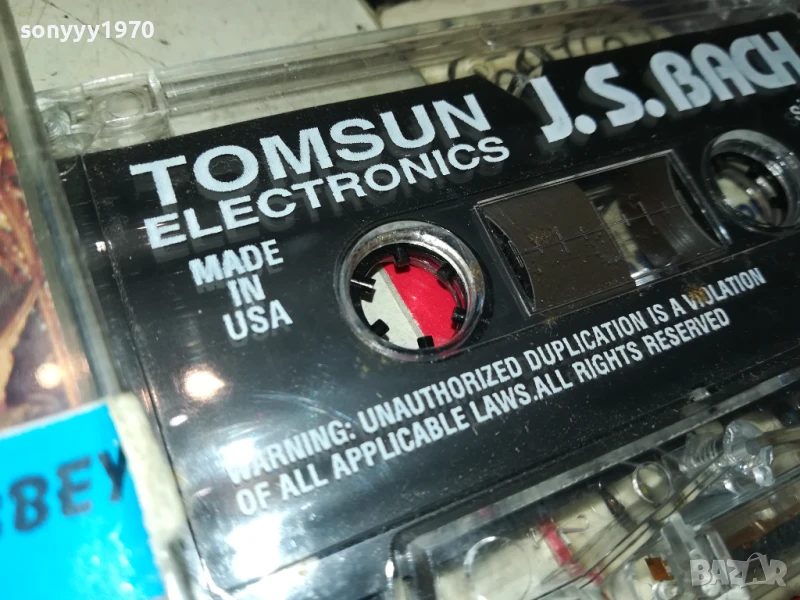 sonyyy1970
TOMSUN
ELECTRONICS
J.S.BACH
MADE
IN
USA
WARNING: UNAUTHORIZED DUPLICATION IS A VIOLATION
OF ALL APPLICABLE LAWS.ALL RIGHTS RESERVED
BAZAR